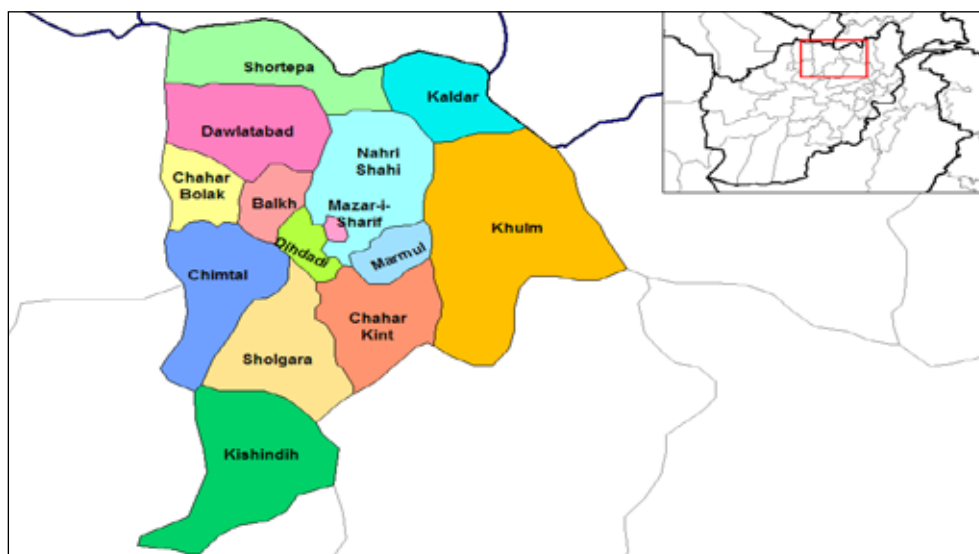 Shortepa
Kaldar
Dawlatabad
Nahri
Shahi
Chahar
Bolak
Balkh
Mazar-i-
Sharif
Khulm
Dihdadi
Marmul
Chimtal
Chahar
Kint
Sholgara
Kishindih